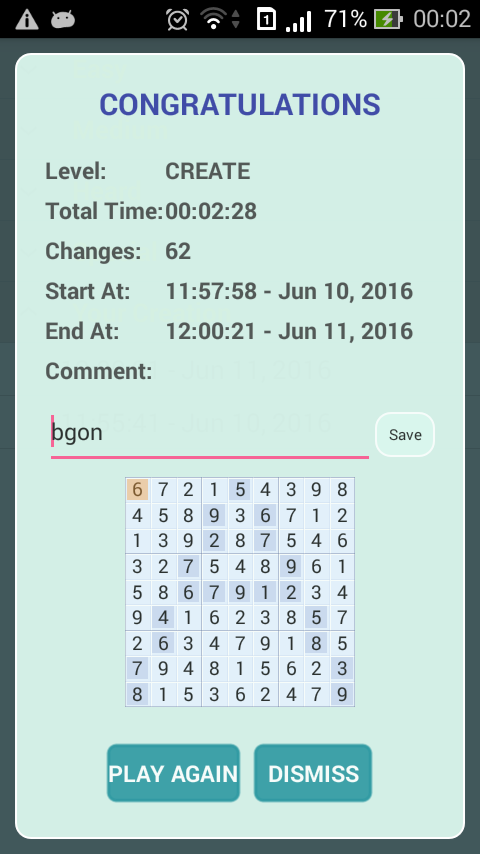 1 71% 00:02
CONGRATULATIONS
Level: CREATE
Total Time: 00:02:28
Changes: 62
Start At: 11:57:58 - Jun 10, 2016
End At: 12:00:21 - Jun 11, 2016
Comment:
bgon Save
6 7 2 1 5 4 3 9 8
4 5 8 9 3 6 7 1 2
1 3 9 2 8 7 5 4 6
3 2 7 5 4 8 9 6 1
5 8 6 7 9 1 2 3 4
9 4 1 6 2 3 8 5 7
2 6 3 4 7 9 1 8 5
7 9 4 8 1 5 6 2 3
8 1 5 3 6 2 4 7 9
PLAY AGAIN DISMISS